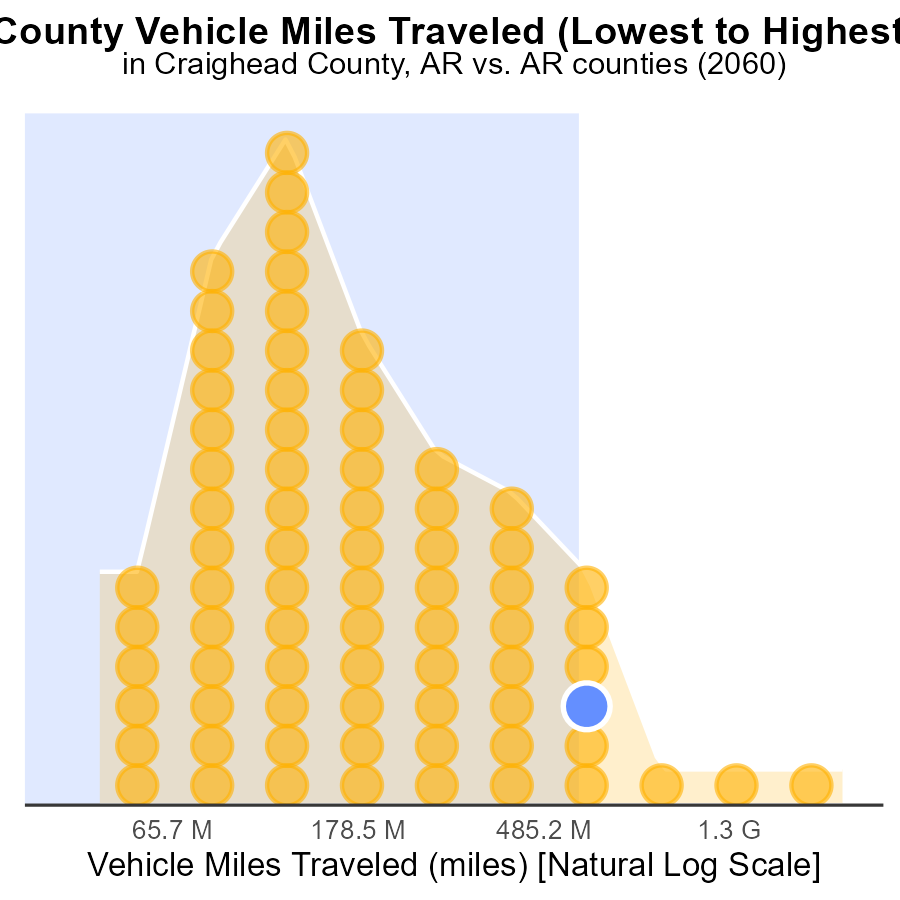 County Vehicle Miles Traveled (Lowest to Highest
in Craighead County, AR vs. AR counties (2060)
65.7 M 178.5 M 485.2 M 1.3 G
Vehicle Miles Traveled (miles) [Natural Log Scale]